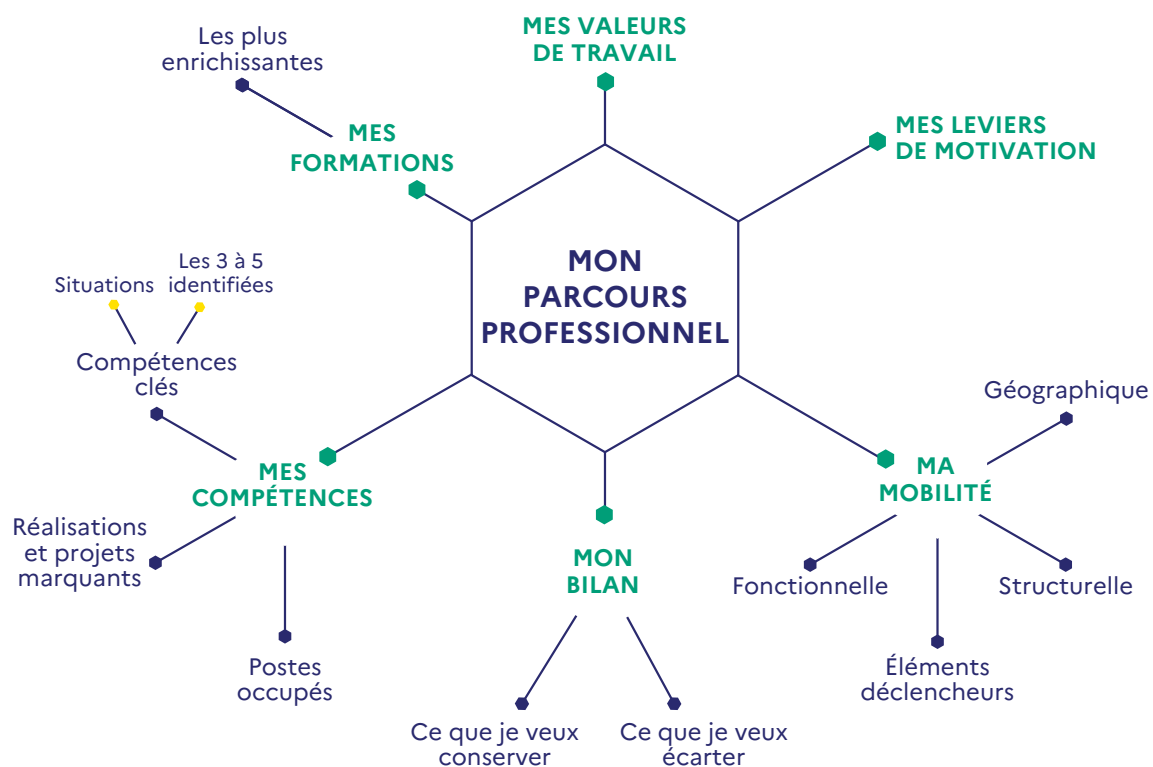 Les plus
enrichissantes
MES VALEURS
DE TRAVAIL
MES LEVIERS
DE MOTIVATION
MES
FORMATIONS
MON
PARCOURS
PROFESSIONNEL
Situations
Les 3 à 5
identifiées
Compétences
clés
MES
COMPÉTENCES
Réalisations
et projets
marquants
Postes
occupés
MON
BILAN
Ce que je veux
conserver
Ce que je veux
écarter
MA
MOBILITÉ
Géographique
Fonctionnelle
Structurelle
Éléments
déclencheurs